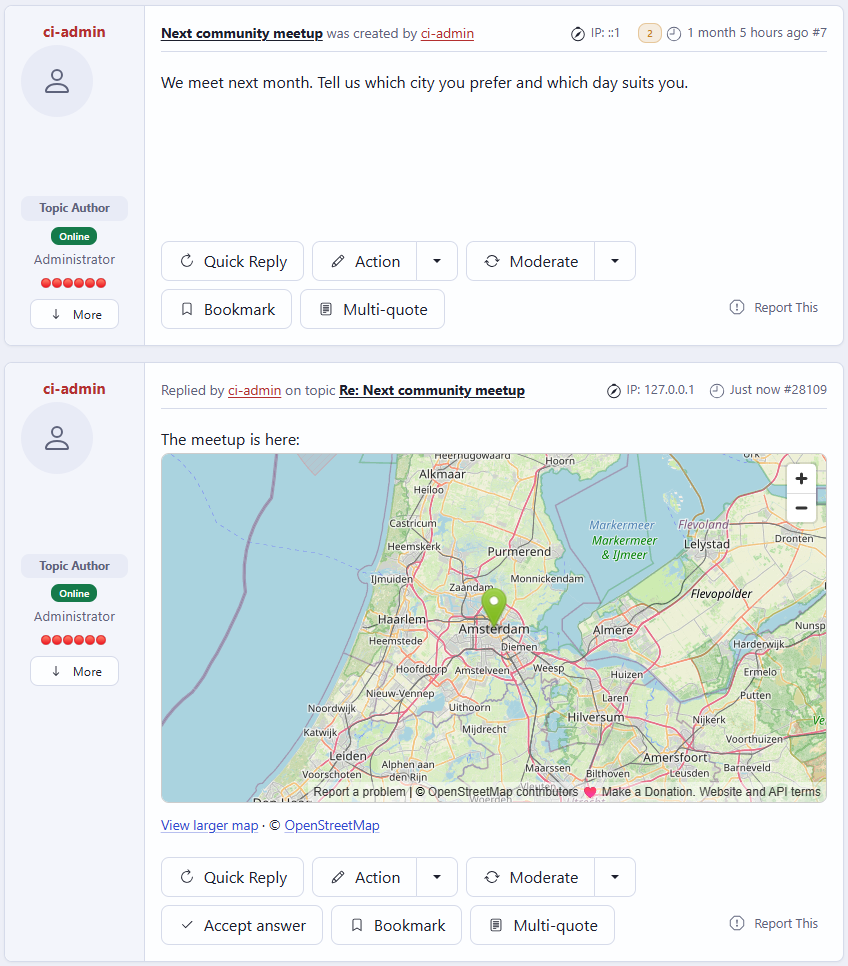 ci-admin
Next community meetup was created by ci-admin
IP: ::1
2
1 month 5 hours ago #7
We meet next month. Tell us which city you prefer and which day suits you.
Topic Author
Online
Administrator
More
Quick Reply
Action
Moderate
Bookmark
Multi-quote
Report This
ci-admin
Replied by ci-admin on topic Re: Next community meetup
IP: 127.0.0.1
Just now #28109
The meetup is here:
Topic Author
Online
Administrator
More
Heerhugowaard
Hoorn
Alkmaar
Heiloo
+
−
Castricum
Markermeer
Flevoland
Dronten
Markermeer
& IJmeer
Lelystad
Heemskerk
Purmerend
IJmuiden
Monnickendam
Zaandam
Flevopolder
Haarlem
Amsterdam
Almere
Nunsp
Heemstede
Diemen
Harderwijk
Hoofddorp
Amstelveen
Weesp
Huizen
Ermelo
Nieuw-Vennep
Laren
Putten
Noordwijk
Uithoorn
Hilversum
Nijkerk
Ve
Katwijk
Mijdrecht
Voorthuizen
Leiden
Amersfoort
Voorschoten
Alphen aan
den Rijn
Maarssen
Bilthoven
Leusden
Barneveld
Report a problem | © OpenStreetMap contributors Make a Donation. Website and API terms
View larger map · © OpenStreetMap
Quick Reply
Action
Moderate
Accept answer
Bookmark
Multi-quote
Report This